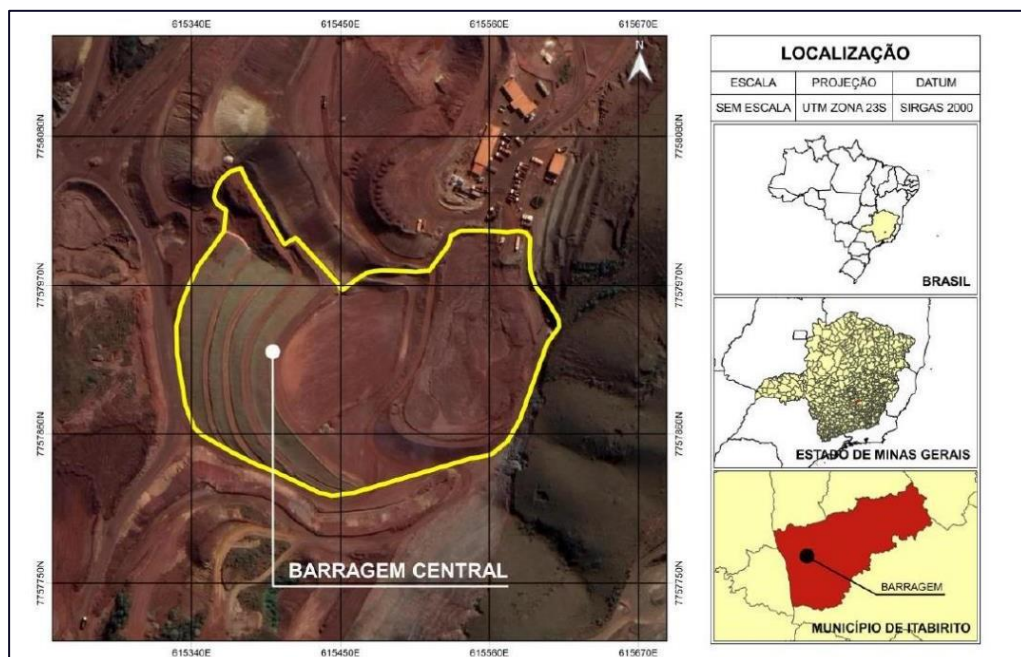 615340E
615450E
615560E
615670E
N
7758080N
7758080N
7757970N
7757970N
7757860N
7757860N
7757750N
7757750N
BARRAGEM CENTRAL
615340E
615450E
615560E
615670E
LOCALIZAÇÃO
ESCALA PROJEÇÃO DATUM
SEM ESCALA UTM ZONA 23S SIRGAS 2000
BRASIL
ESTADO DE MINAS GERAIS
BARRAGEM
MUNICÍPIO DE ITABIRITO